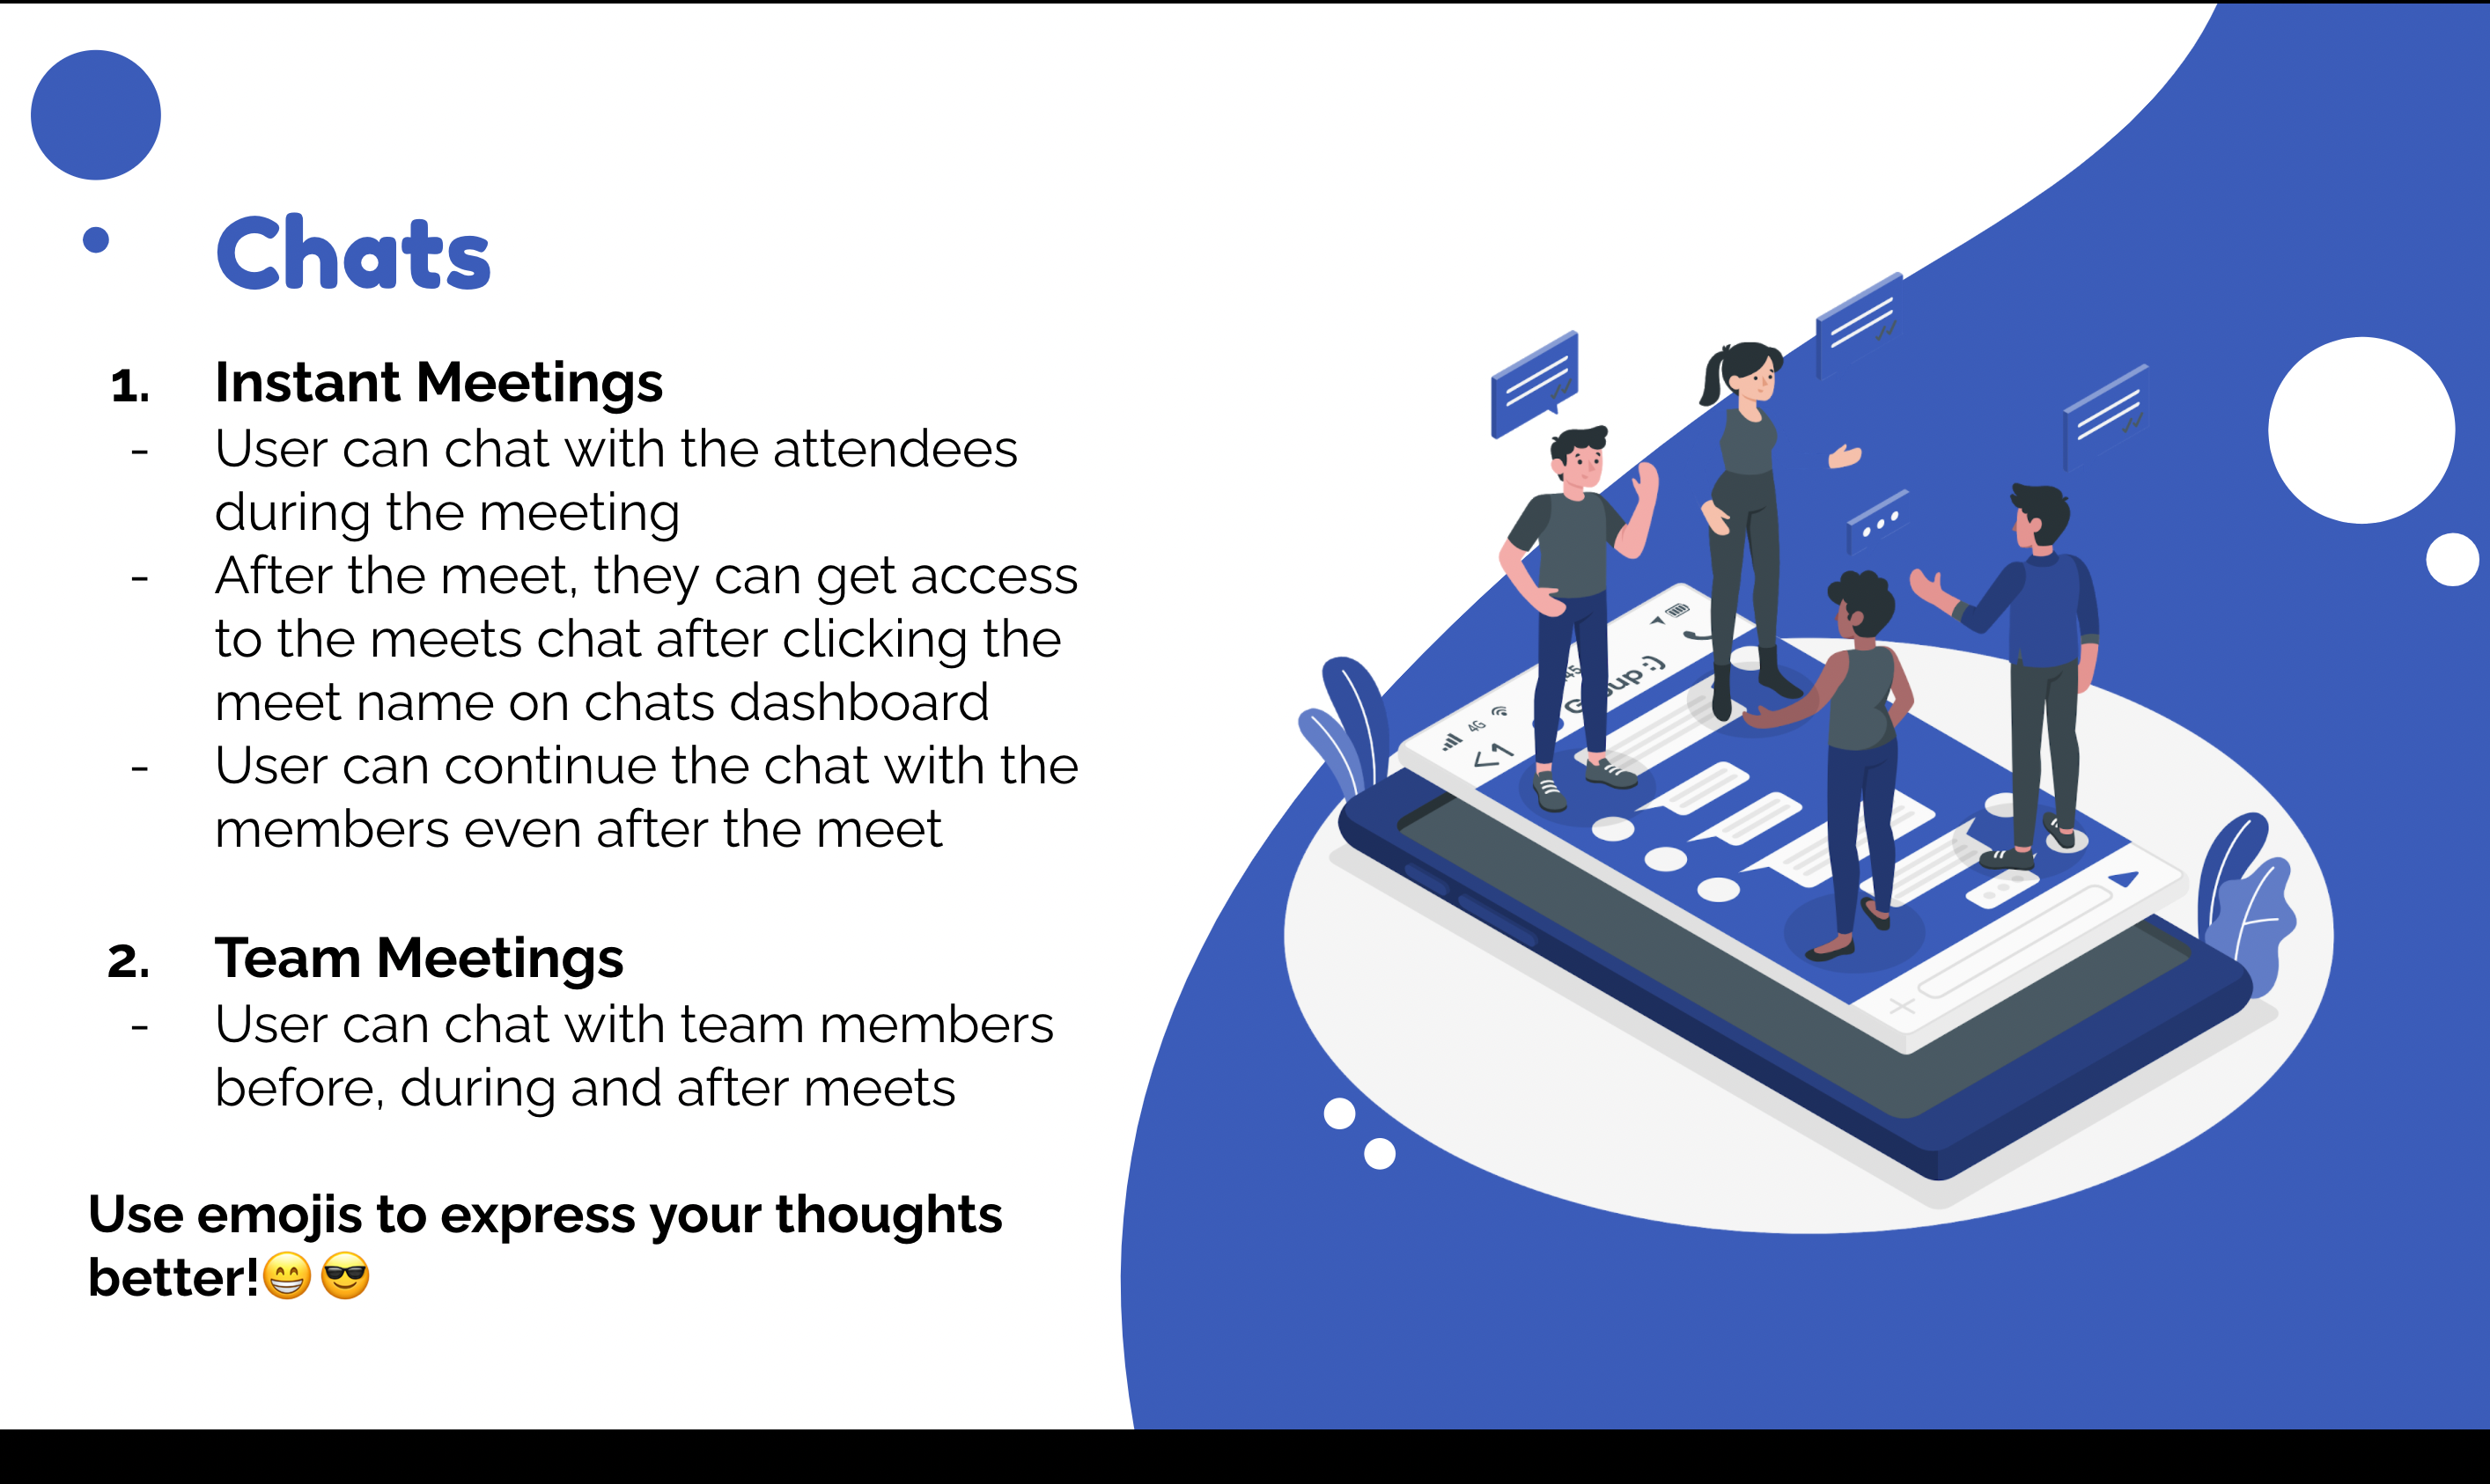 Chats
1. Instant Meetings
- User can chat with the attendees
during the meeting
- After the meet, they can get access
to the meets chat after clicking the
meet name on chats dashboard
- User can continue the chat with the
members even after the meet
2. Team Meetings
- User can chat with team members
before, during and after meets
Use emojis to express your thoughts
better!😁😎
4G
<1